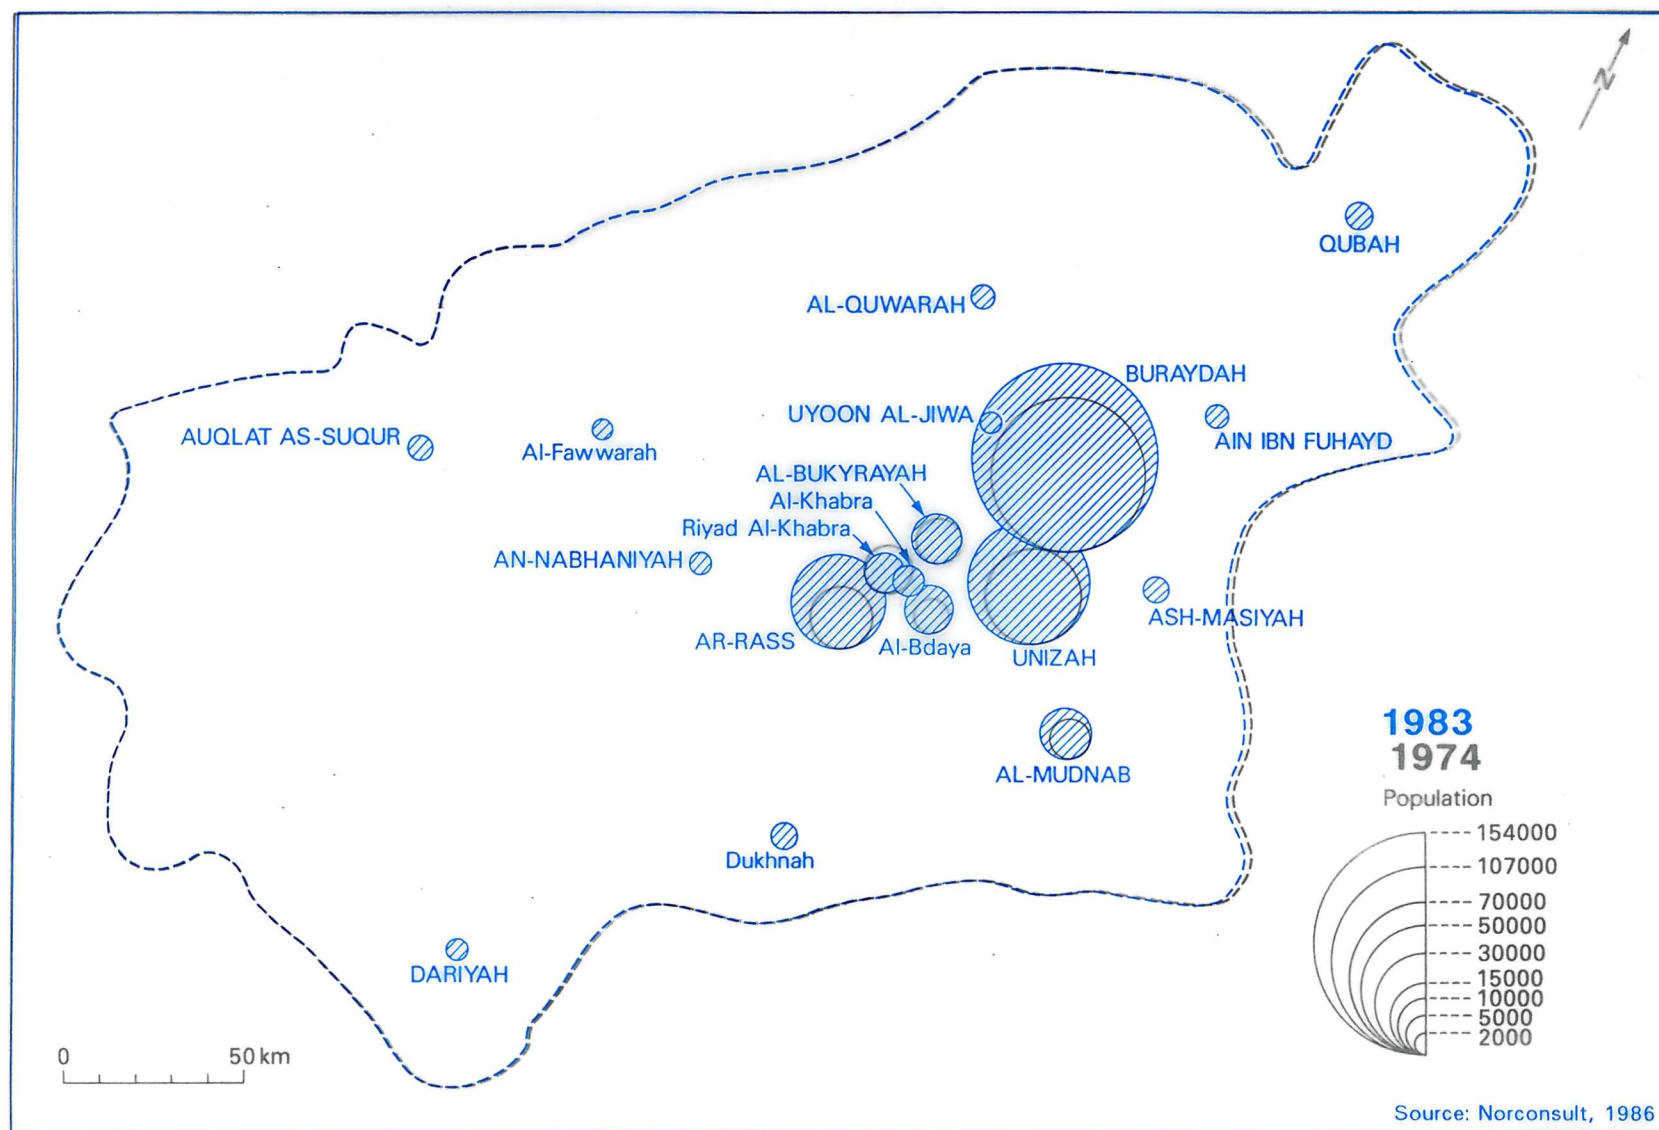 N
QUBAH
AL-QUWARAH
BURAYDAH
UYOON AL-JIWA
AIN IBN FUHAYD
AUQLAT AS-SUQUR
Al-Fawwarah
AL-BUKYRAYAH
Al-Khabra
Riyad Al-Khabra
AN-NABHANIYAH
ASH-MASIYAH
AR-RASS
Al-Bdaya
UNIZAH
AL-MUDNAB
Dukhnah
DARIYAH
1983
1974
Population
154000
107000
70000
50000
30000
15000
10000
5000
2000
0 50 km
Source: Norconsult, 1986